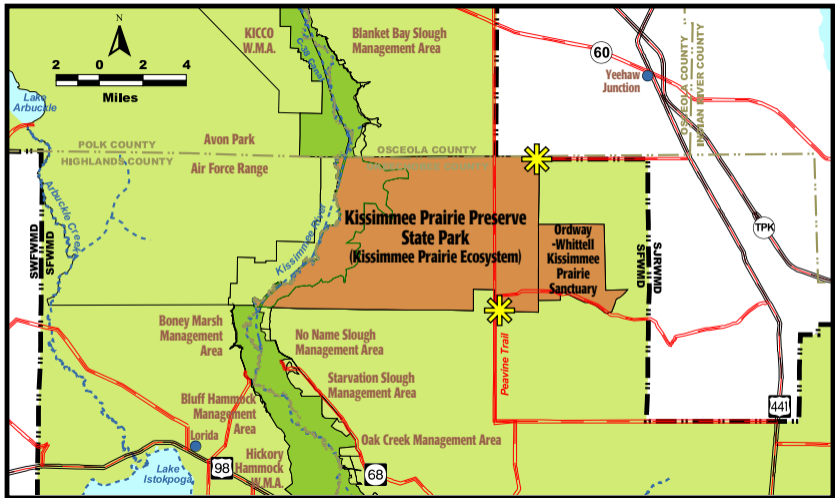 N
2 0 2 4
Miles
KICCO
W.M.A.
C-38 Canal
Blanket Bay Slough
Management Area
60
Yeehaw
Junction
OSCEOLA COUNTY
INDIAN RIVER COUNTY
Lake
Arbuckle
POLK COUNTY
HIGHLANDS COUNTY
Avon Park
Air Force Range
OSCEOLA COUNTY
Arbuckle Creek
Kissimmee River
Kissimmee Prairie Preserve
State Park
(Kissimmee Prairie Ecosystem)
Ordway
-Whittell
Kissimmee
Prairie
Sanctuary
TPK
SWFWMD
SFWMD
SFWMD
SJRWMD
Boney Marsh
Management
Area
No Name Slough
Management Area
Peavine Trail
Starvation Slough
Management Area
Bluff Hammock
Management
Area
441
Lorida
Oak Creek Management Area
Hickory
Hammock
W.M.A.
98
68
Lake
Istokpoga